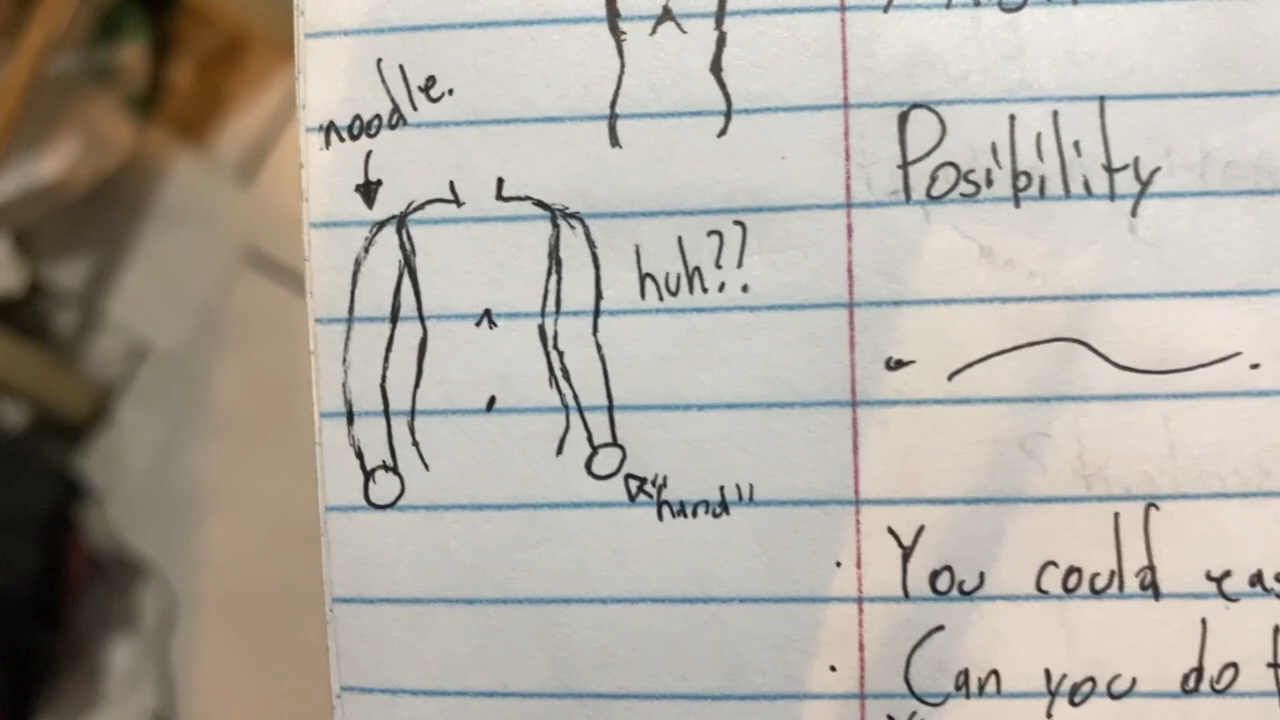 noodle.
Posibility
huh??
"hand"
You could
Can you do